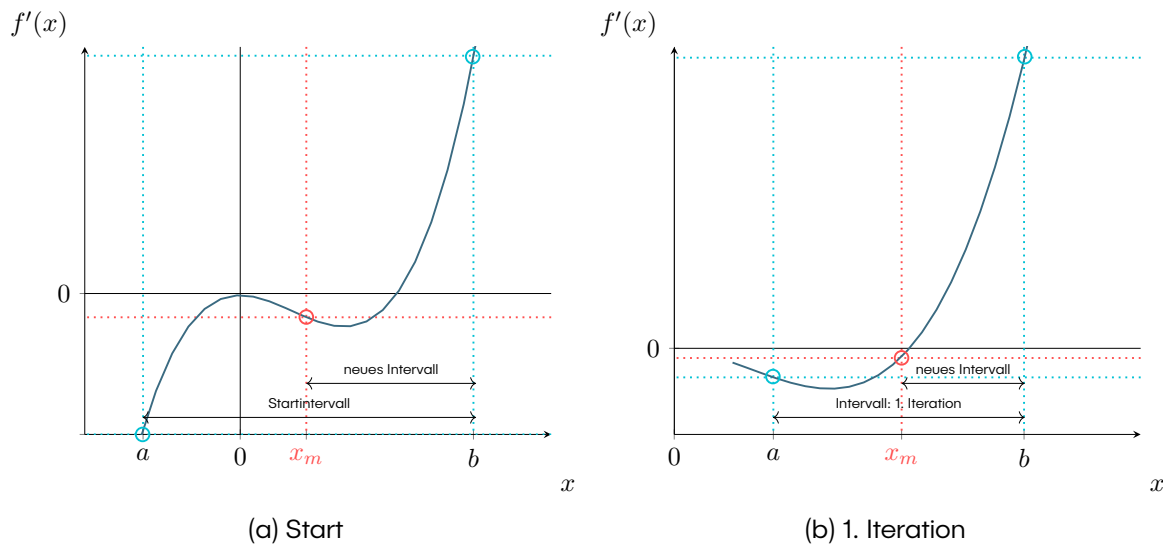 f′(x)
0
neues Intervall
Startintervall
a 0 x_m b
x
(a) Start
f′(x)
0
neues Intervall
Intervall: 1. Iteration
0 a x_m b
x
(b) 1. Iteration